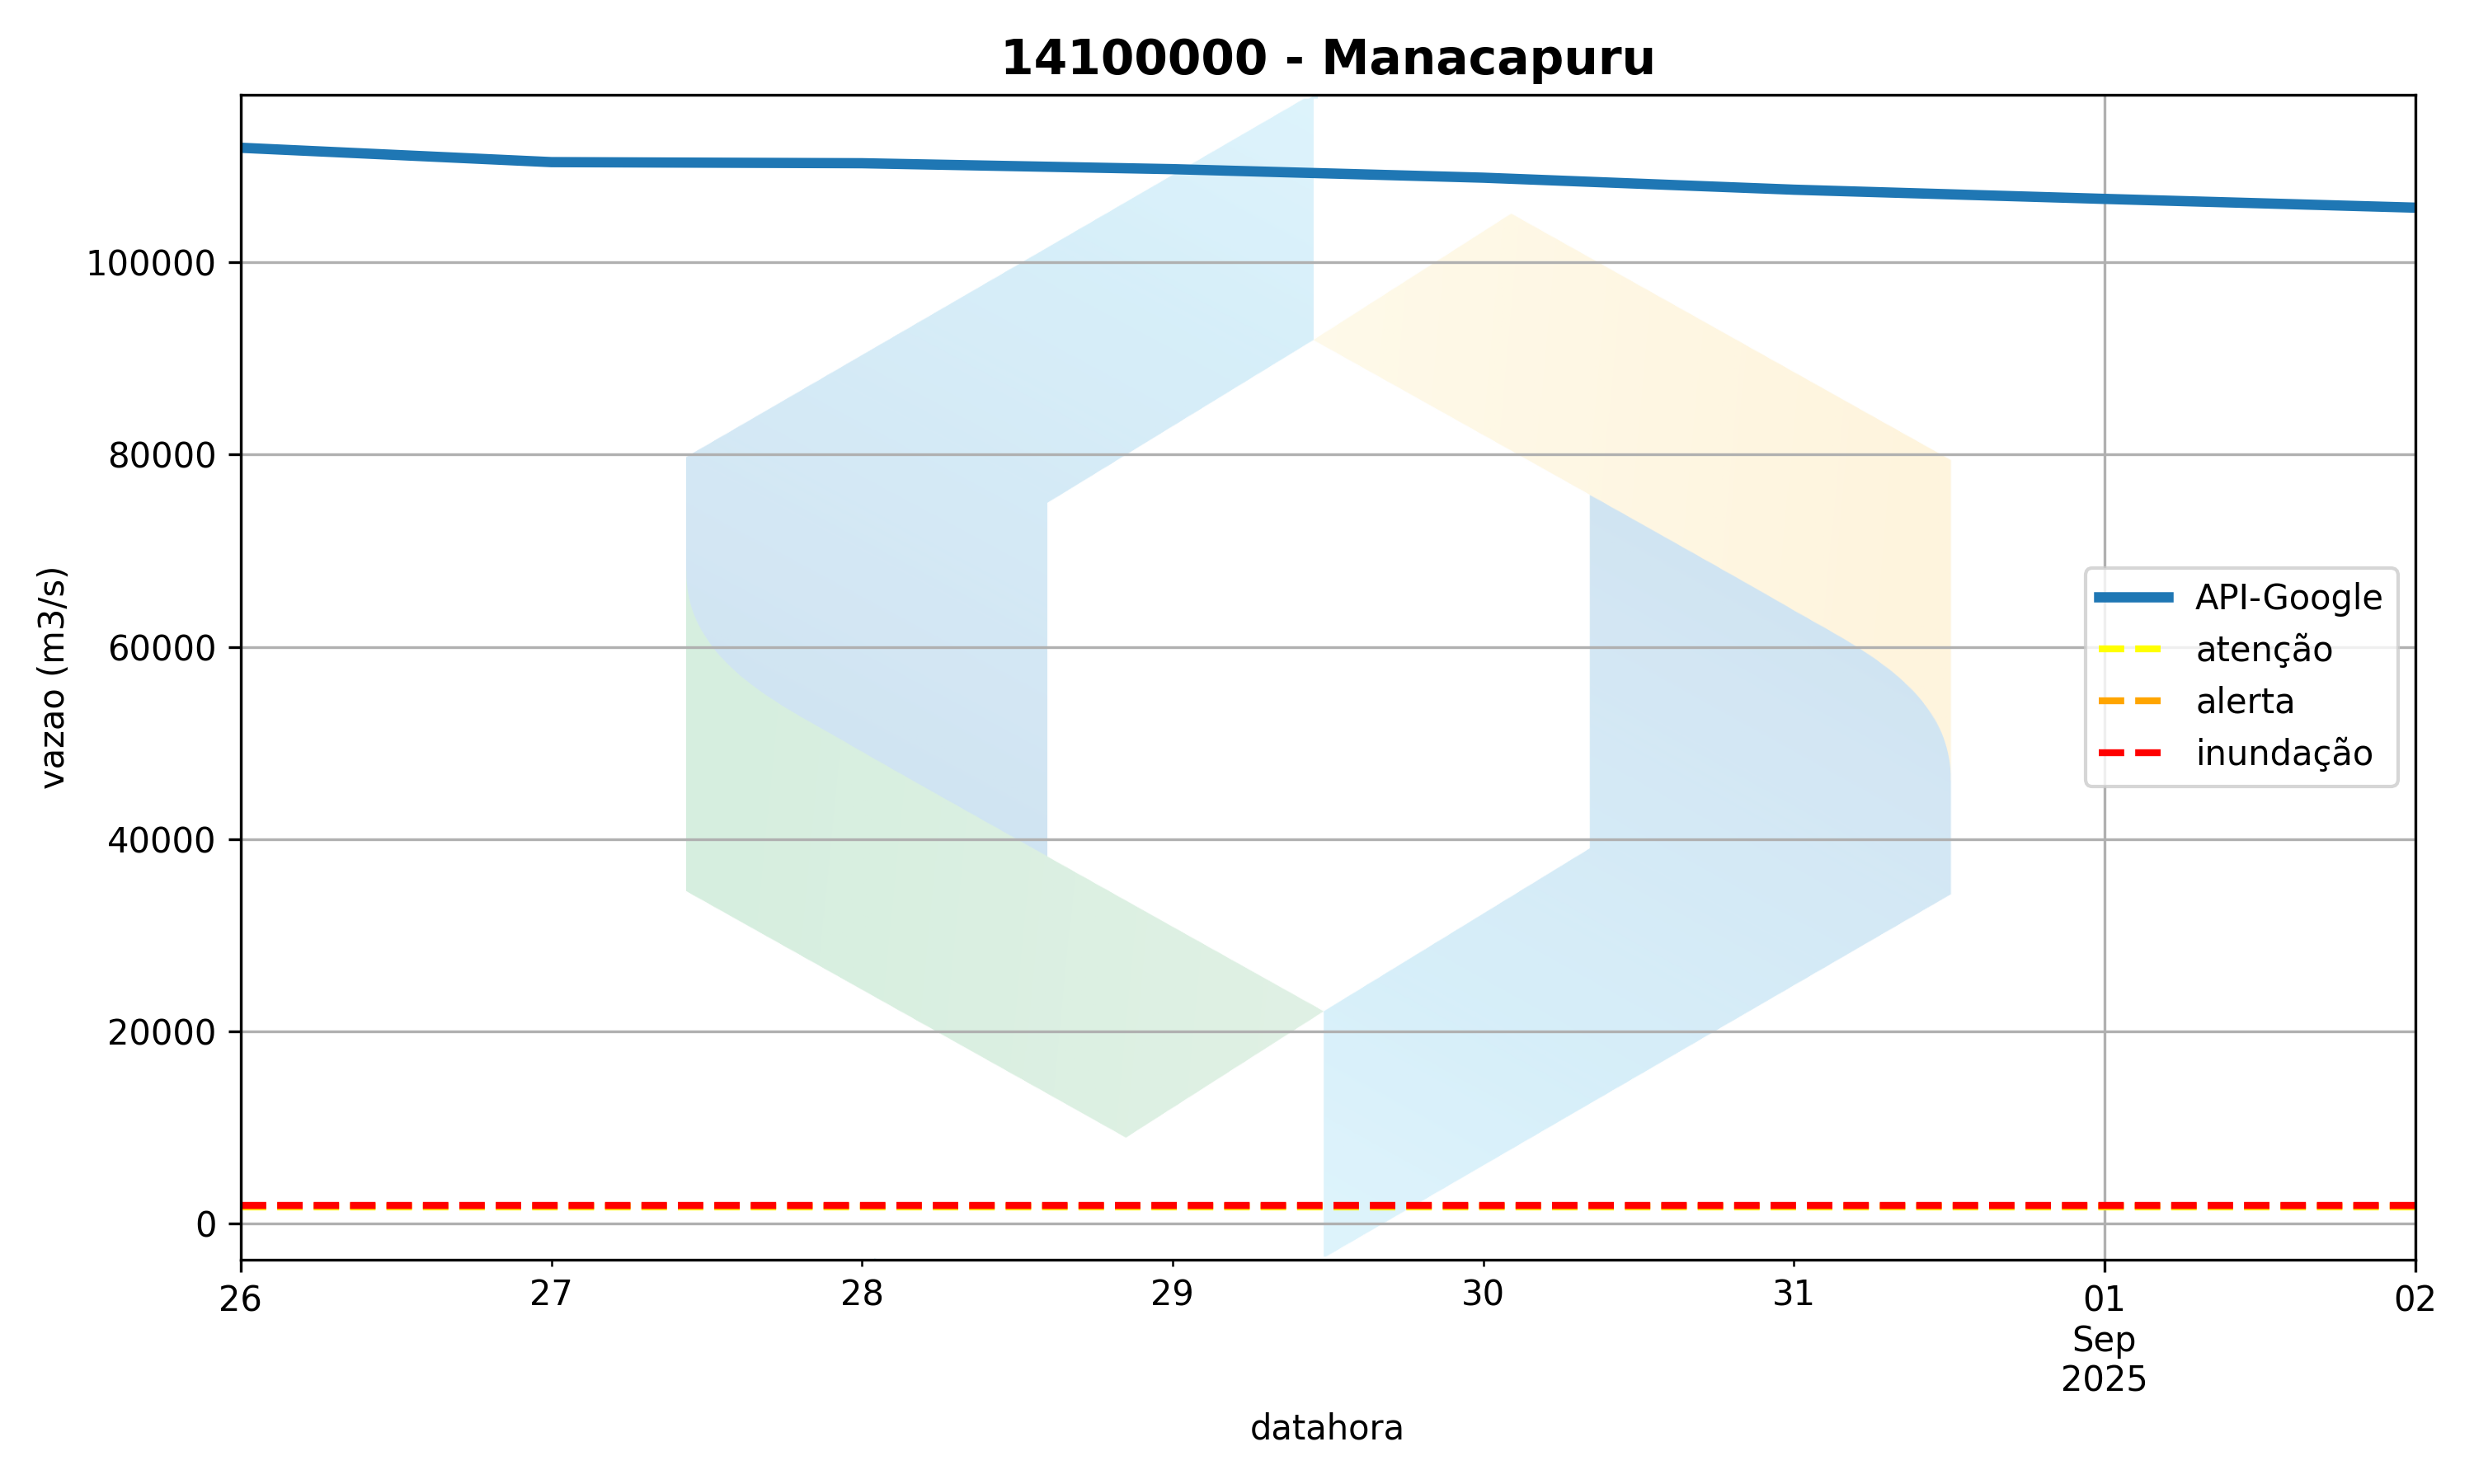 14100000 - Manacapuru
100000
80000
60000
40000
20000
0
vazao (m3/s)
API-Google
atenção
alerta
inundação
26
27
28
29
30
31
01
02
Sep
2025
datahora